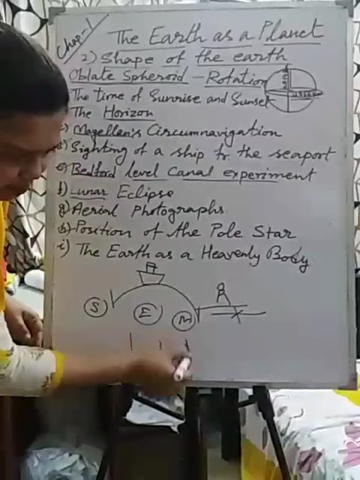 Chap-1
The Earth as a Planet
2) Shape of the earth
Oblate Spheroid - Rotation
The time of Sunrise and Sunset
The Horizon
c) Magellan's Circumnavigation
d) Sighting of a ship fr the seaport
e) Bedford level Canal experiment
f) Lunar Eclipse
g) Aerial Photographs
h) Position of the Pole Star
i) The Earth as a Heavenly Body
S E M